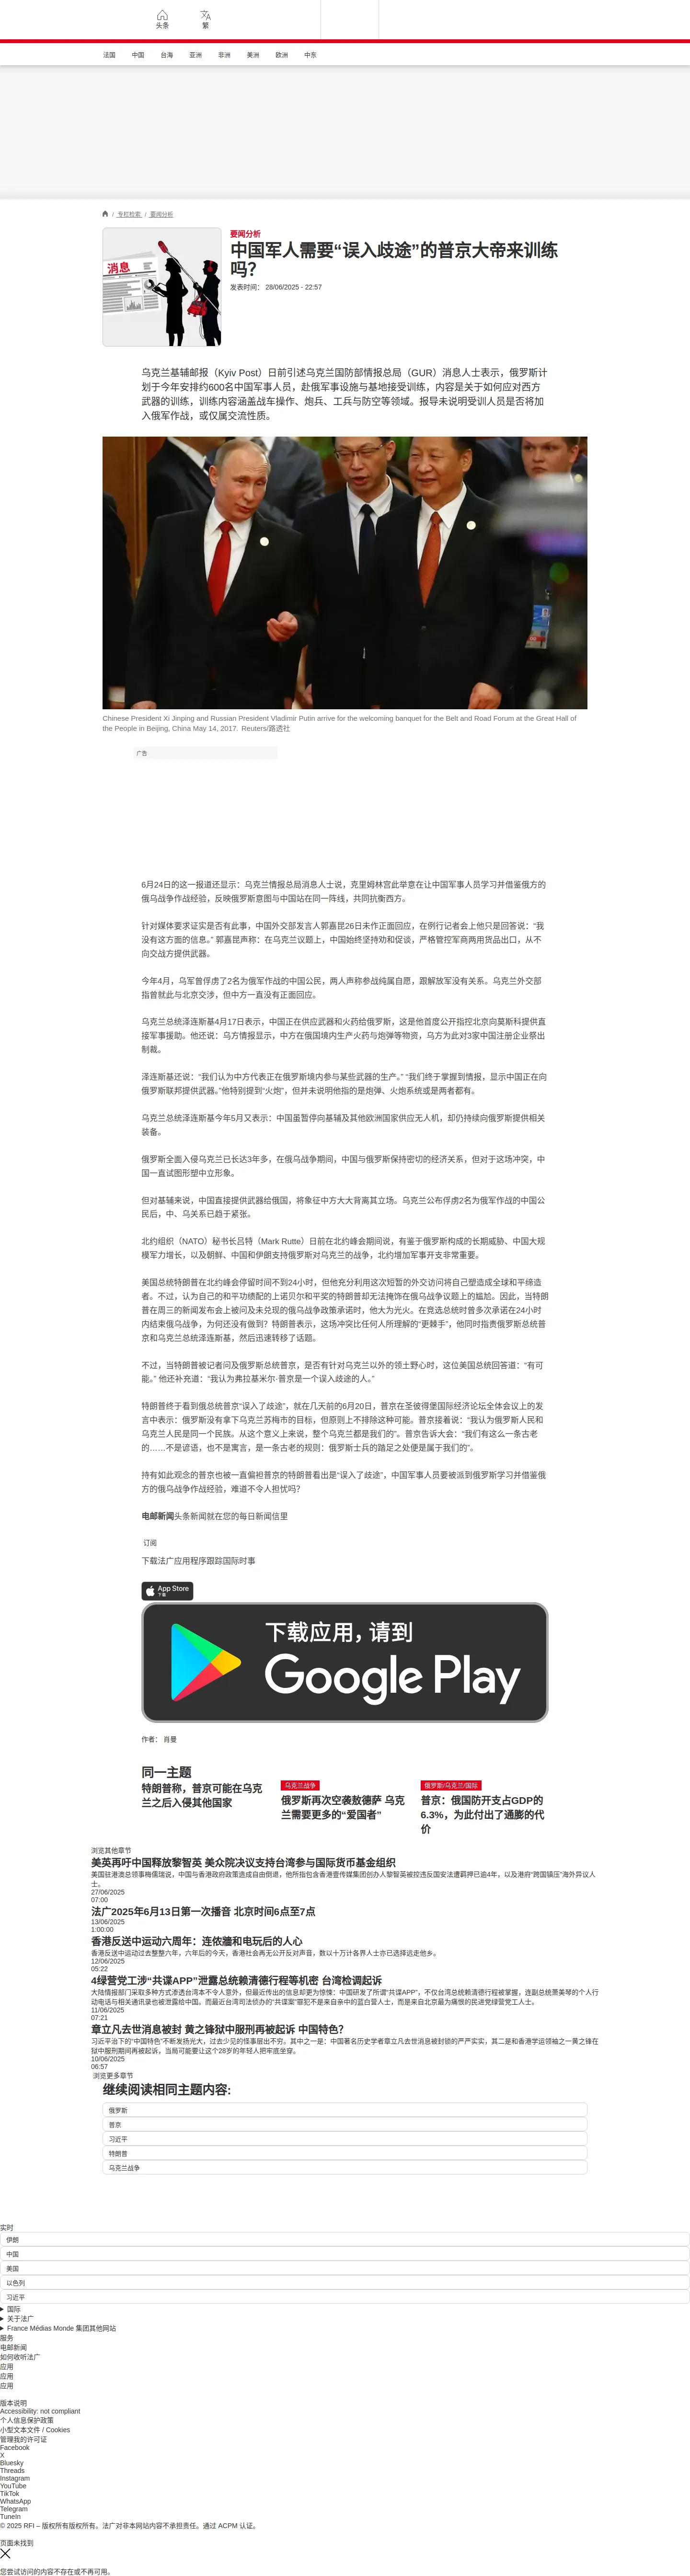 头条
繁
法国 中国 台海 亚洲 非洲 美洲 欧洲 中东
/ 专栏检索 / 要闻分析
消息
要闻分析
中国军人需要“误入歧途”的普京大帝来训练
吗？
发表时间： 28/06/2025 - 22:57
乌克兰基辅邮报（Kyiv Post）日前引述乌克兰国防部情报总局（GUR）消息人士表示，俄罗斯计
划于今年安排约600名中国军事人员，赴俄军事设施与基地接受训练，内容是关于如何应对西方
武器的训练，训练内容涵盖战车操作、炮兵、工兵与防空等领域。报导未说明受训人员是否将加
入俄军作战，或仅属交流性质。
Chinese President Xi Jinping and Russian President Vladimir Putin arrive for the welcoming banquet for the Belt and Road Forum at the Great Hall of
the People in Beijing, China May 14, 2017. Reuters/路透社
广告
6月24日的这一报道还显示：乌克兰情报总局消息人士说，克里姆林宫此举意在让中国军事人员学习并借鉴俄方的
俄乌战争作战经验，反映俄罗斯意图与中国站在同一阵线，共同抗衡西方。
针对媒体要求证实是否有此事，中国外交部发言人郭嘉昆26日未作正面回应，在例行记者会上他只是回答说：“我
没有这方面的信息。” 郭嘉昆声称：在乌克兰议题上，中国始终坚持劝和促谈，严格管控军商两用货品出口，从不
向交战方提供武器。
今年4月，乌军曾俘虏了2名为俄军作战的中国公民，两人声称参战纯属自愿，跟解放军没有关系。乌克兰外交部
指曾就此与北京交涉，但中方一直没有正面回应。
乌克兰总统泽连斯基4月17日表示，中国正在供应武器和火药给俄罗斯，这是他首度公开指控北京向莫斯科提供直
接军事援助。他还说：乌方情报显示，中方在俄国境内生产火药与炮弹等物资，乌方为此对3家中国注册企业祭出
制裁。
泽连斯基还说：“我们认为中方代表正在俄罗斯境内参与某些武器的生产。” “我们终于掌握到情报，显示中国正在向
俄罗斯联邦提供武器。”他特别提到“火炮”，但并未说明他指的是炮弹、火炮系统或是两者都有。
乌克兰总统泽连斯基今年5月又表示：中国虽暂停向基辅及其他欧洲国家供应无人机，却仍持续向俄罗斯提供相关
装备。
俄罗斯全面入侵乌克兰已长达3年多，在俄乌战争期间，中国与俄罗斯保持密切的经济关系，但对于这场冲突，中
国一直试图形塑中立形象。
但对基辅来说，中国直接提供武器给俄国，将象征中方大大背离其立场。乌克兰公布俘虏2名为俄军作战的中国公
民后，中、乌关系已趋于紧张。
北约组织（NATO）秘书长吕特（Mark Rutte）日前在北约峰会期间说，有鉴于俄罗斯构成的长期威胁、中国大规
模军力增长，以及朝鲜、中国和伊朗支持俄罗斯对乌克兰的战争，北约增加军事开支非常重要。
美国总统特朗普在北约峰会停留时间不到24小时，但他充分利用这次短暂的外交访问将自己塑造成全球和平缔造
者。不过，认为自己的和平功绩配的上诺贝尔和平奖的特朗普却无法掩饰在俄乌战争议题上的尴尬。因此，当特朗
普在周三的新闻发布会上被问及未兑现的俄乌战争政策承诺时，他大为光火。在竞选总统时曾多次承诺在24小时
内结束俄乌战争，为何还没有做到？特朗普表示，这场冲突比任何人所理解的“更棘手”，他同时指责俄罗斯总统普
京和乌克兰总统泽连斯基，然后迅速转移了话题。
不过，当特朗普被记者问及俄罗斯总统普京，是否有针对乌克兰以外的领土野心时，这位美国总统回答道：“有可
能。” 他还补充道：“我认为弗拉基米尔·普京是一个误入歧途的人。”
特朗普终于看到俄总统普京“误入了歧途”，就在几天前的6月20日，普京在圣彼得堡国际经济论坛全体会议上的发
言中表示：俄罗斯没有拿下乌克兰苏梅市的目标，但原则上不排除这种可能。普京接着说：“我认为俄罗斯人民和
乌克兰人民是同一个民族。从这个意义上来说，整个乌克兰都是我们的”。普京告诉大会：“我们有这么一条古老
的……不是谚语，也不是寓言，是一条古老的规则：俄罗斯士兵的踏足之处便是属于我们的”。
持有如此观念的普京也被一直偏袒普京的特朗普看出是“误入了歧途”，中国军事人员要被派到俄罗斯学习并借鉴俄
方的俄乌战争作战经验，难道不令人担忧吗？
电邮新闻头条新闻就在您的每日新闻信里
订阅
下载法广应用程序跟踪国际时事
App Store
下载
下载应用，请到
Google Play
作者： 肖曼
同一主题
特朗普称，普京可能在乌克
兰之后入侵其他国家
乌克兰战争
俄罗斯再次空袭敖德萨 乌克
兰需要更多的“爱国者”
俄罗斯/乌克兰/国际
普京：俄国防开支占GDP的
6.3%，为此付出了通膨的代
价
浏览其他章节
美英再吁中国释放黎智英 美众院决议支持台湾参与国际货币基金组织
美国驻港澳总领事梅儒瑞说，中国与香港政府政策造成自由倒退，他所指包含香港壹传媒集团创办人黎智英被控违反国安法遭羁押已逾4年，以及港府“跨国镇压”海外异议人
士。
27/06/2025
07:00
法广2025年6月13日第一次播音 北京时间6点至7点
13/06/2025
1:00:00
香港反送中运动六周年：连侬牆和电玩后的人心
香港反送中运动过去整整六年，六年后的今天，香港社会再无公开反对声音，数以十万计各界人士亦已选择远走他乡。
12/06/2025
05:22
4绿营党工涉“共谍APP”泄露总统赖清德行程等机密 台湾检调起诉
大陆情报部门采取多种方式渗透台湾本不令人意外，但最近传出的信息却更为惊悚：中国研发了所谓“共谍APP”，不仅台湾总统赖清德行程被掌握，连副总统萧美琴的个人行
动电话与相关通讯录也被泄露给中国。而最近台湾司法侦办的“共谍案”罪犯不是来自亲中的蓝白营人士，而是来自北京最为痛恨的民进党绿营党工人士。
11/06/2025
07:21
章立凡去世消息被封 黄之锋狱中服刑再被起诉 中国特色？
习近平治下的“中国特色”不断发扬光大，过去少见的怪事层出不穷。其中之一是：中国著名历史学者章立凡去世消息被封锁的严严实实，其二是和香港学运领袖之一黄之锋在
狱中服刑期间再被起诉，当局可能要让这个28岁的年轻人把牢底坐穿。
10/06/2025
06:57
浏览更多章节
继续阅读相同主题内容:
俄罗斯
普京
习近平
特朗普
乌克兰战争
实时
伊朗
中国
美国
以色列
习近平
国际
关于法广
France Médias Monde 集团其他网站
服务
电邮新闻
如何收听法广
应用
应用
应用
版本说明
Accessibility: not compliant
个人信息保护政策
小型文本文件 / Cookies
管理我的许可证
Facebook
X
Bluesky
Threads
Instagram
YouTube
TikTok
WhatsApp
Telegram
TuneIn
© 2025 RFI – 版权所有版权所有。法广对非本网站内容不承担责任。通过 ACPM 认证。
页面未找到
您尝试访问的内容不存在或不再可用。